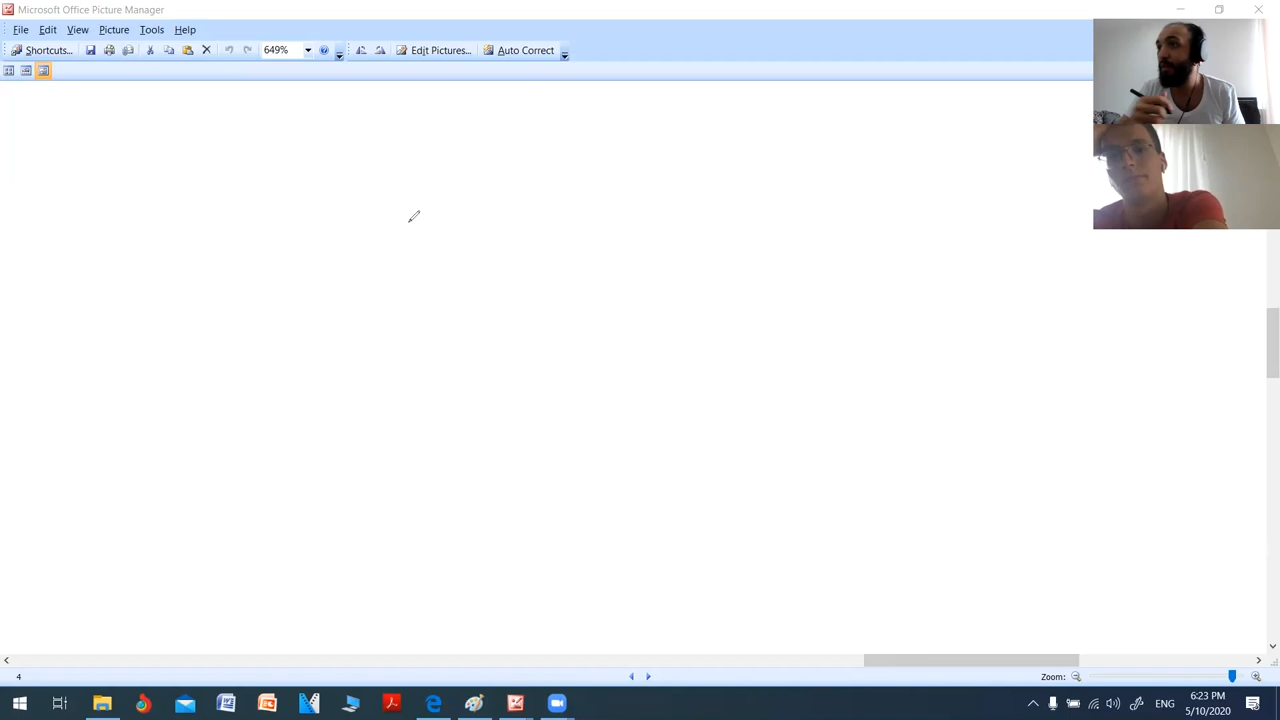 Microsoft Office Picture Manager
File Edit View Picture Tools Help
Shortcuts... 649% Edit Pictures... Auto Correct
4 Zoom:
ENG 6:23 PM
5/10/2020